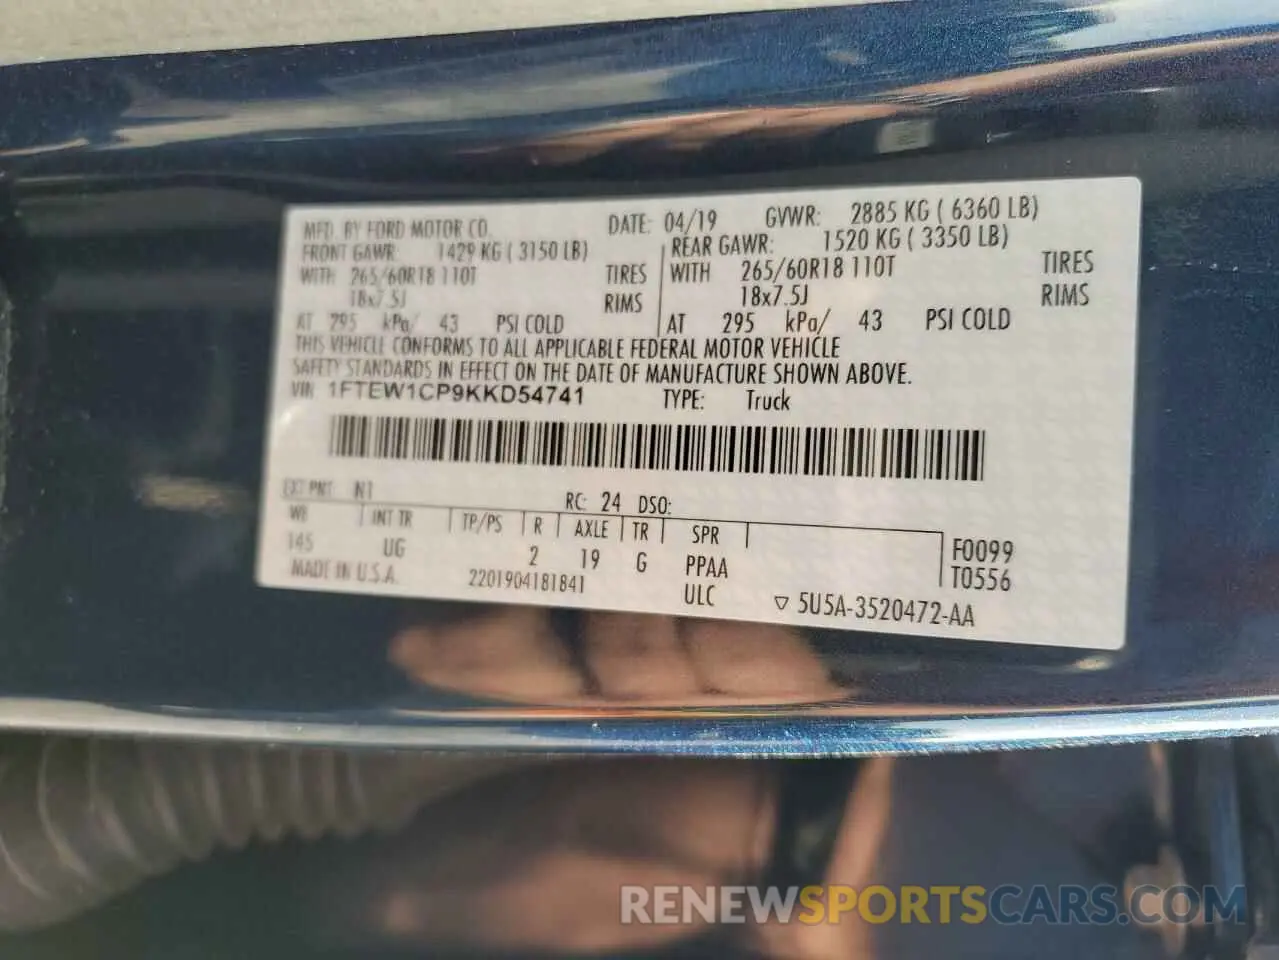 MFD. BY FORD MOTOR CO. DATE: 04/19 GVWR: 2885 KG ( 6360 LB)
FRONT GAWR: 1429 KG ( 3150 LB) REAR GAWR: 1520 KG ( 3350 LB)
WITH 265/60R18 110T TIRES WITH 265/60R18 110T TIRES
18x7.5J RIMS 18x7.5J RIMS
AT 295 kPa/ 43 PSI COLD AT 295 kPa/ 43 PSI COLD
THIS VEHICLE CONFORMS TO ALL APPLICABLE FEDERAL MOTOR VEHICLE
SAFETY STANDARDS IN EFFECT ON THE DATE OF MANUFACTURE SHOWN ABOVE.
VIN 1FTEW1CP9KKD54741 TYPE: Truck
EXT PNT: N1 RC: 24 DSO:
WB INT TR TP/PS R AXLE TR SPR
145 UG 2 19 G PPAA F0099
MADE IN U.S.A. 2201904181841 ULC T0556
▽ 5U5A-3520472-AA
RENEWSPORTSCARS.COM